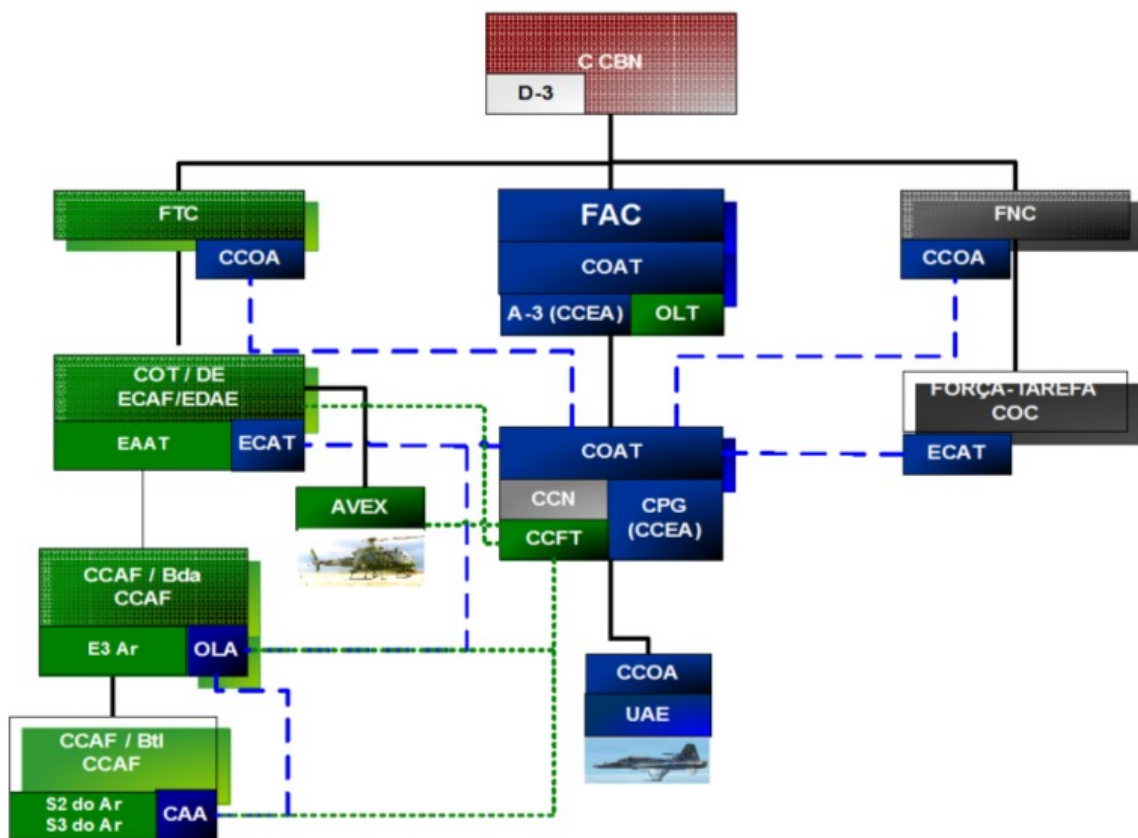 C CBN
D-3
FTC
CCOA
FAC
COAT
A-3 (CCEA)
OLT
FNC
CCOA
COT / DE
ECAF/EDAE
EAAT
ECAT
FORÇA-TAREFA
COC
ECAT
COAT
CCN
CCFT
CPG
(CCEA)
AVEX
CCAF / Bda
CCAF
E3 Ar
OLA
CCOA
UAE
CCAF / Btl
CCAF
S2 do Ar
S3 do Ar
CAA